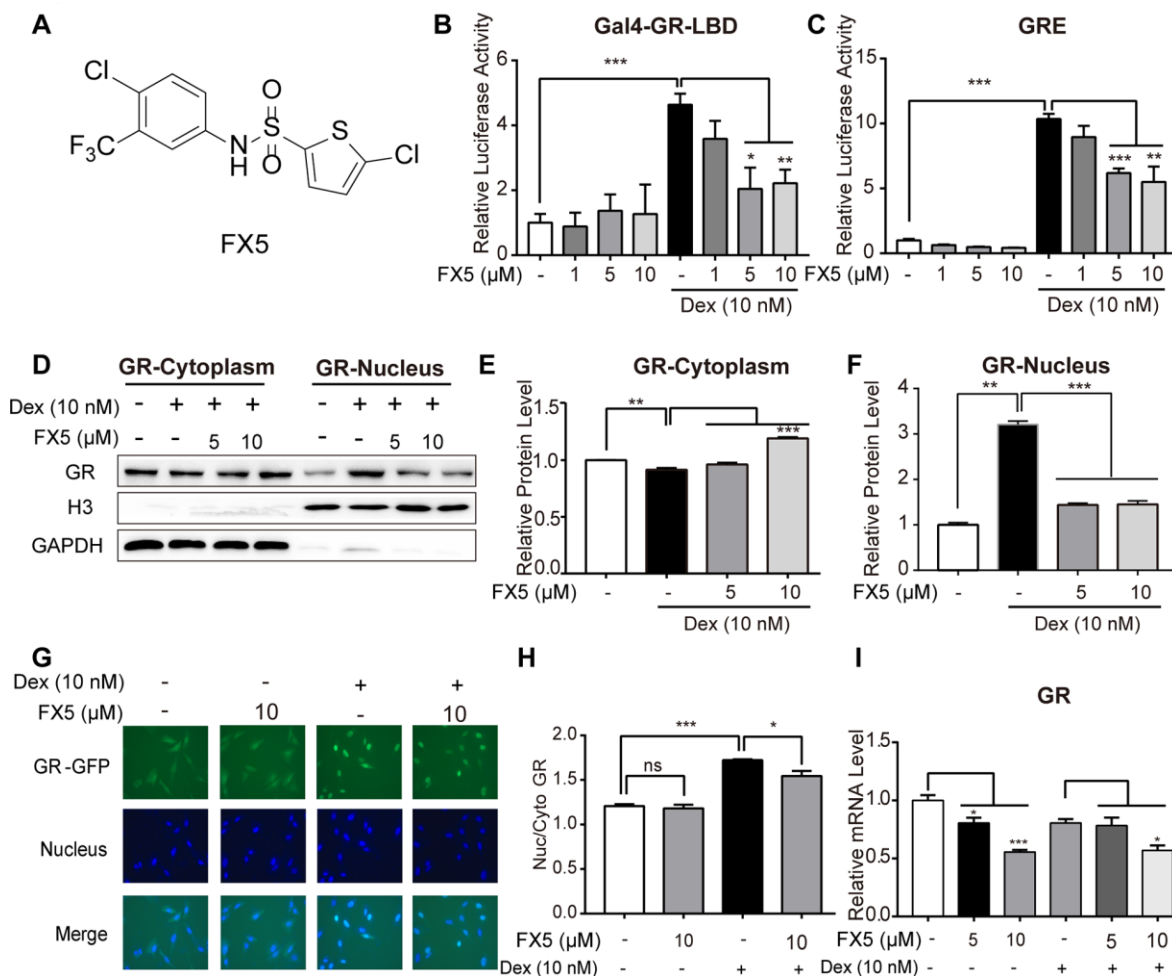 A
Cl
F₃C
N
H
O
S
O
S
Cl
FX5
B
Gal4-GR-LBD
Relative Luciferase Activity
6
4
2
0
***
* **
FX5 (µM) - 1 5 10 - 1 5 10
Dex (10 nM)
C
GRE
Relative Luciferase Activity
15
10
5
0
***
*** **
FX5 (µM) - 1 5 10 - 1 5 10
Dex (10 nM)
D
GR-Cytoplasm GR-Nucleus
Dex (10 nM) - + + + - + + +
FX5 (µM) - - 5 10 - - 5 10
GR
H3
GAPDH
E
GR-Cytoplasm
Relative Protein Level
1.5
1.0
0.5
0.0
**
***
FX5 (µM) - - 5 10
Dex (10 nM)
F
GR-Nucleus
Relative Protein Level
4
3
2
1
0
** ***
FX5 (µM) - - 5 10
Dex (10 nM)
G
Dex (10 nM) - - + +
FX5 (µM) - 10 - 10
GR-GFP
Nucleus
Merge
H
Nuc/Cyto GR
2.0
1.5
1.0
0.5
0.0
*** *
ns
FX5 (µM) - 10 - 10
Dex (10 nM) - - + +
I
GR
Relative mRNA Level
1.5
1.0
0.5
0.0
* *** *
FX5 (µM) - 5 10 - 5 10
Dex (10 nM) - - - + + +